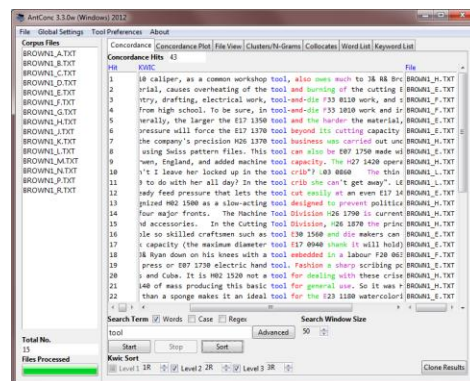 AntConc 3.3.0w (Windows) 2012
File Global Settings Tool Preferences About
Corpus Files
BROWN1_A.TXT
BROWN1_B.TXT
BROWN1_C.TXT
BROWN1_D.TXT
BROWN1_E.TXT
BROWN1_F.TXT
BROWN1_G.TXT
BROWN1_H.TXT
BROWN1_J.TXT
BROWN1_K.TXT
BROWN1_L.TXT
BROWN1_M.TXT
BROWN1_N.TXT
BROWN1_P.TXT
BROWN1_R.TXT
Total No.
15
Files Processed
Concordance Concordance Plot File View Clusters/N-Grams Collocates Word List Keyword List
Concordance Hits 43
Hit KWIC File
1 10 caliper, as a common workshop tool, also owes much to J& R& Bro BROWN1_H.TXT
2 erial, causes overheating of the tool and burning of the cutting E BROWN1_E.TXT
3 ntry, drafting, electrical work, tool-and-die F33 0110 work, and s BROWN1_F.TXT
4 from high school. To be sure, in tool-and-die F33 1010 work and ir BROWN1_F.TXT
5 nerally, the larger the E17 1350 tool and the harder the material, BROWN1_E.TXT
6 pressure will force the E17 1370 tool beyond its cutting capacity BROWN1_E.TXT
7 the company's precision H26 1370 tool business was carried out unc BROWN1_H.TXT
8 using Swiss pattern files. This tool can also be E07 1750 made wi BROWN1_E.TXT
9 rwen, England, and added machine tool capacity. The H27 1420 opera BROWN1_H.TXT
10 n't I leave her locked up in the tool crib"? .03 0860 The thin BROWN1_L.TXT
11 9 to do with her all day? In the tool crib she can't get away". LE BROWN1_L.TXT
12 eady feed pressure that lets the tool cut easily at an even E17 14 BROWN1_E.TXT
13 gnized H02 1500 as a slow-acting tool designed to prevent political BROWN1_H.TXT
14 four major fronts. The Machine Tool Division H26 1790 is current BROWN1_H.TXT
15 nd accessories. In the Cutting Tool Division, H26 1870 the princ BROWN1_H.TXT
16 ple so skilled craftsmen such as tool E30 1560 and die makers can BROWN1_E.TXT
17 k capacity (the maximum diameter tool E17 0940 shank it will hold) BROWN1_E.TXT
18 J& Ryan down on his knees with a tool embedded in a labour F20 063 BROWN1_F.TXT
19 press or E07 1730 electric hand tool. Fashion a sharp scribing pc BROWN1_E.TXT
20 s and Cuba. It is H02 1520 not a tool for dealing with these crise BROWN1_H.TXT
21 140 of mass producing this basic tool for general use. So it was H BROWN1_H.TXT
22 than a sponge makes it an ideal tool for the E23 1180 watercolori BROWN1_E.TXT
Search Term Words Case Regex Search Window Size
tool Advanced 50
Start Stop Sort
Kwic Sort
Level 1 1R Level 2 2R Level 3 3R Clone Results